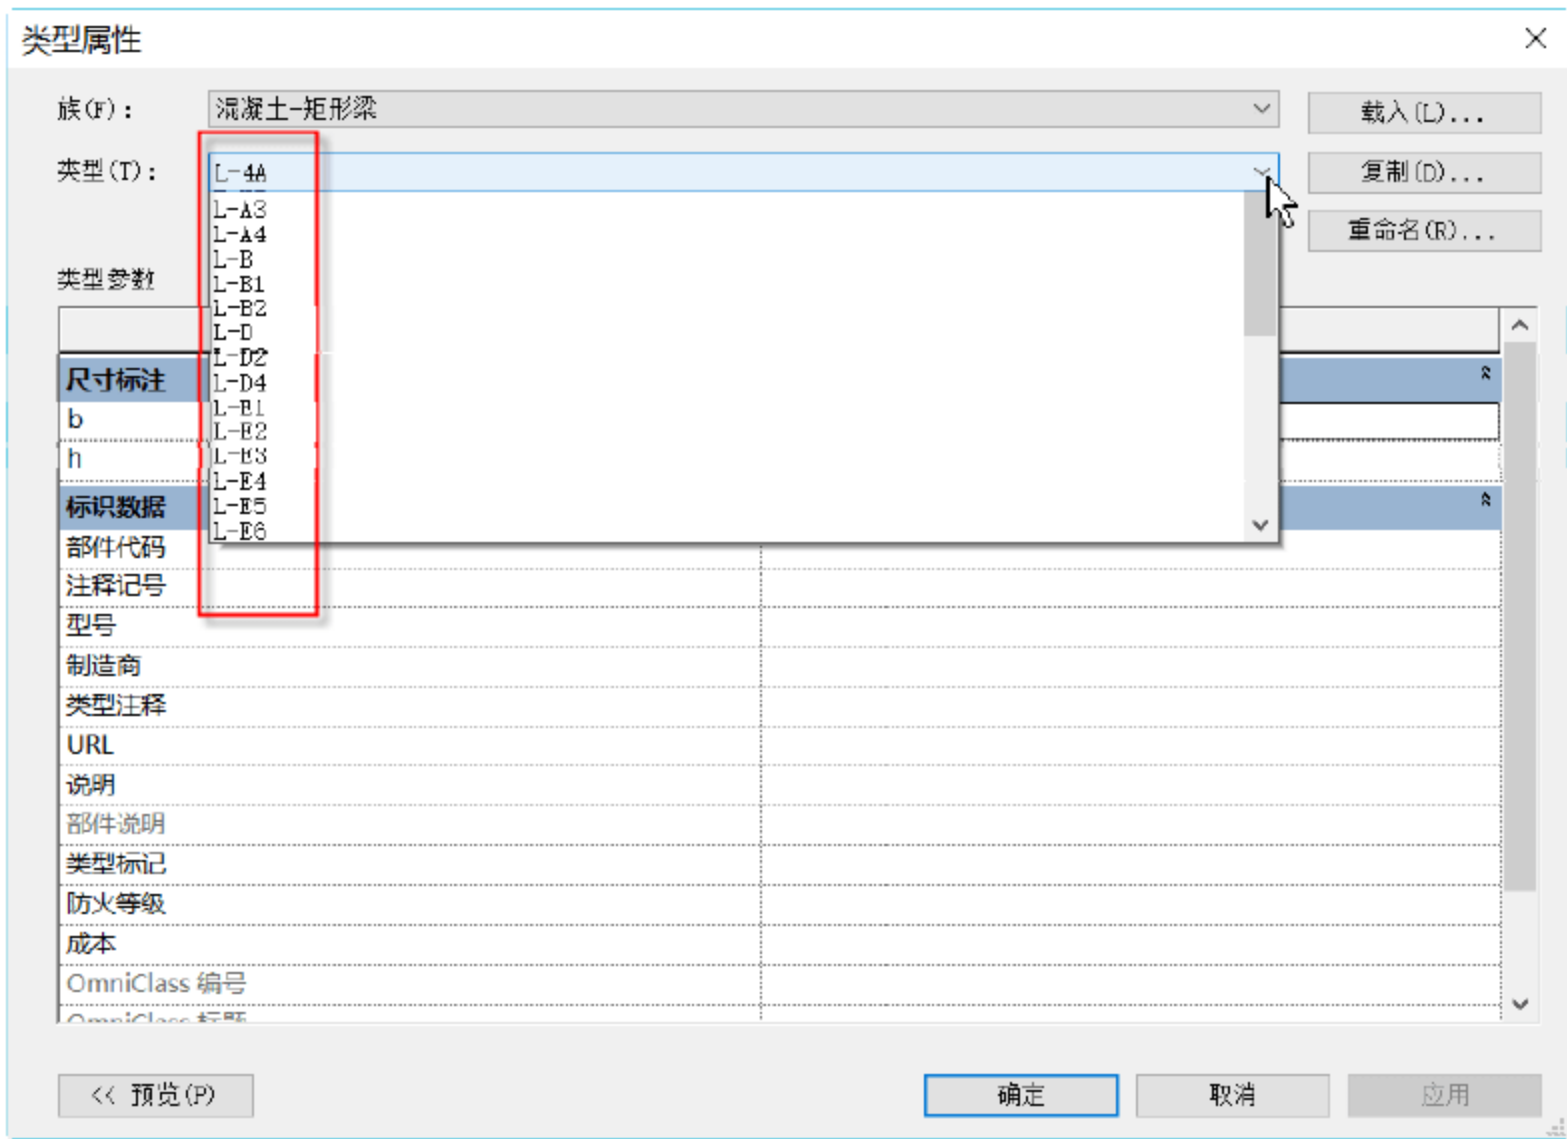 类型属性
族(F): 混凝土-矩形梁 载入(L)...
类型(T): L-4A 复制(D)...
重命名(R)...
L-A3
L-A4
L-B
L-B1
L-B2
L-D
L-D2
L-D4
L-E1
L-E2
L-E3
L-E4
L-E5
L-E6
类型参数
尺寸标注
b
h
标识数据
部件代码
注释记号
型号
制造商
类型注释
URL
说明
部件说明
类型标记
防火等级
成本
OmniClass 编号
OmniClass 标题
<< 预览(P) 确定 取消 应用